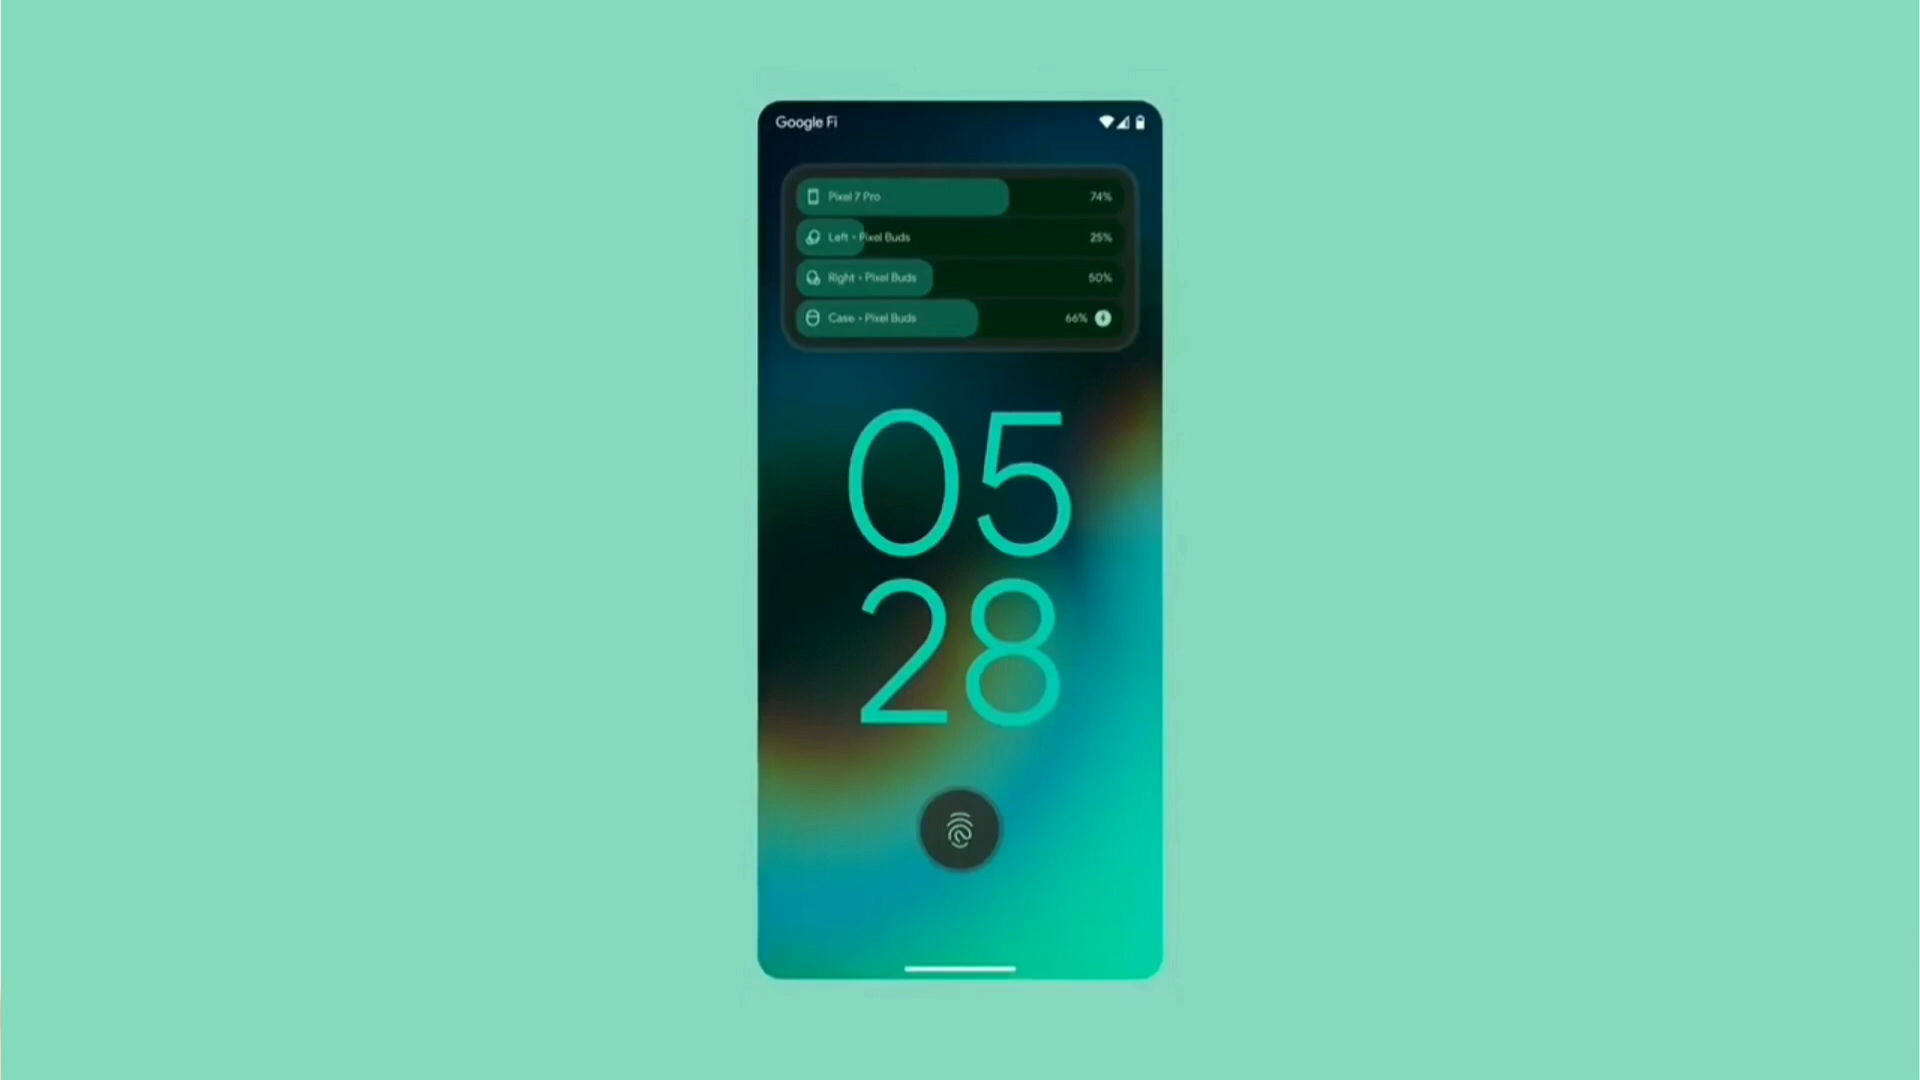 Google Fi
Pixel 7 Pro 74%
Left • Pixel Buds 25%
Right • Pixel Buds 50%
Case • Pixel Buds 66%
05
28